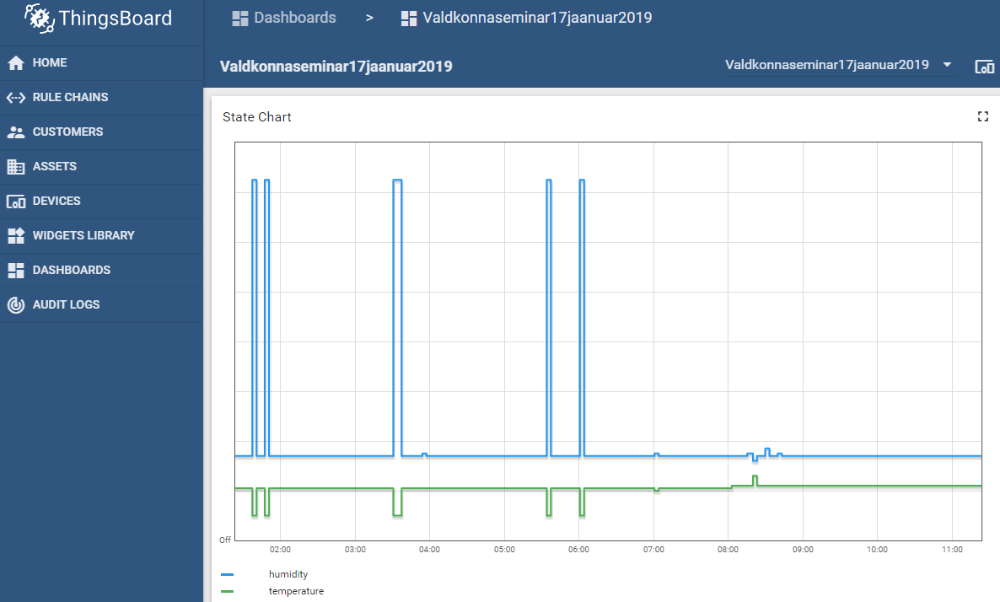 ThingsBoard
Dashboards > Valdkonnaseminar17jaanuar2019
HOME
RULE CHAINS
CUSTOMERS
ASSETS
DEVICES
WIDGETS LIBRARY
DASHBOARDS
AUDIT LOGS
Valdkonnaseminar17jaanuar2019
Valdkonnaseminar17jaanuar2019
State Chart
Off
02:00 03:00 04:00 05:00 06:00 07:00 08:00 09:00 10:00 11:00
humidity
temperature